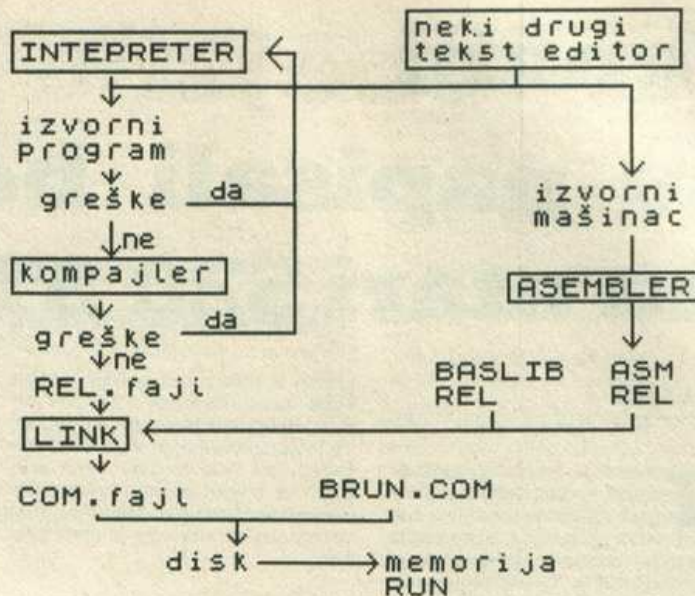 neki drugi
tekst editor
INTEPRETER
izvorni
program
greške
da
ne
kompajler
greške
da
ne
REL.fajl
LINK
COM.fajl
izvorni
mašinac
ASEMBLER
BASLIB
REL
ASM
REL
BRUN.COM
disk
memorija
RUN